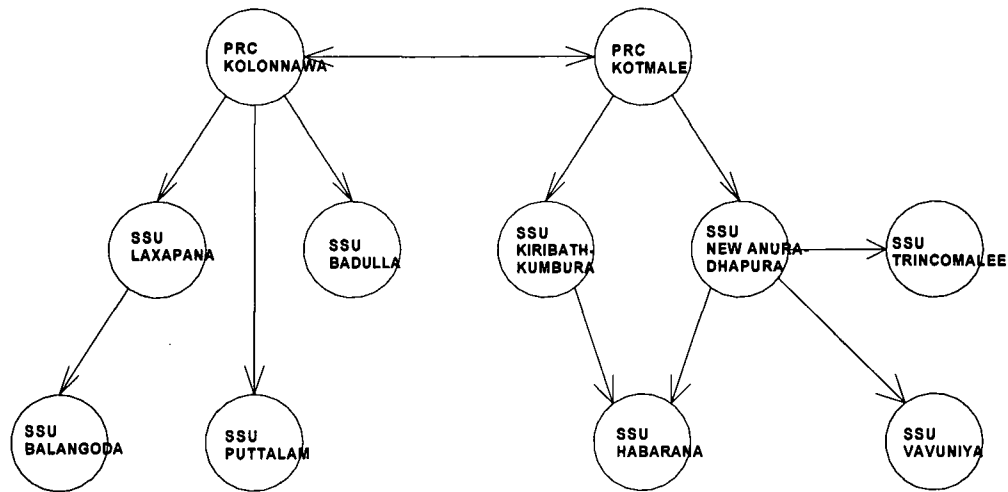 PRC
KOLONNAWA
PRC
KOTMALE
SSU
LAXAPANA
SSU
BADULLA
SSU
KIRIBATH-
KUMBURA
SSU
NEW ANURA-
DHAPURA
SSU
TRINCOMALEE
SSU
BALANGODA
SSU
PUTTALAM
SSU
HABARANA
SSU
VAVUNIYA